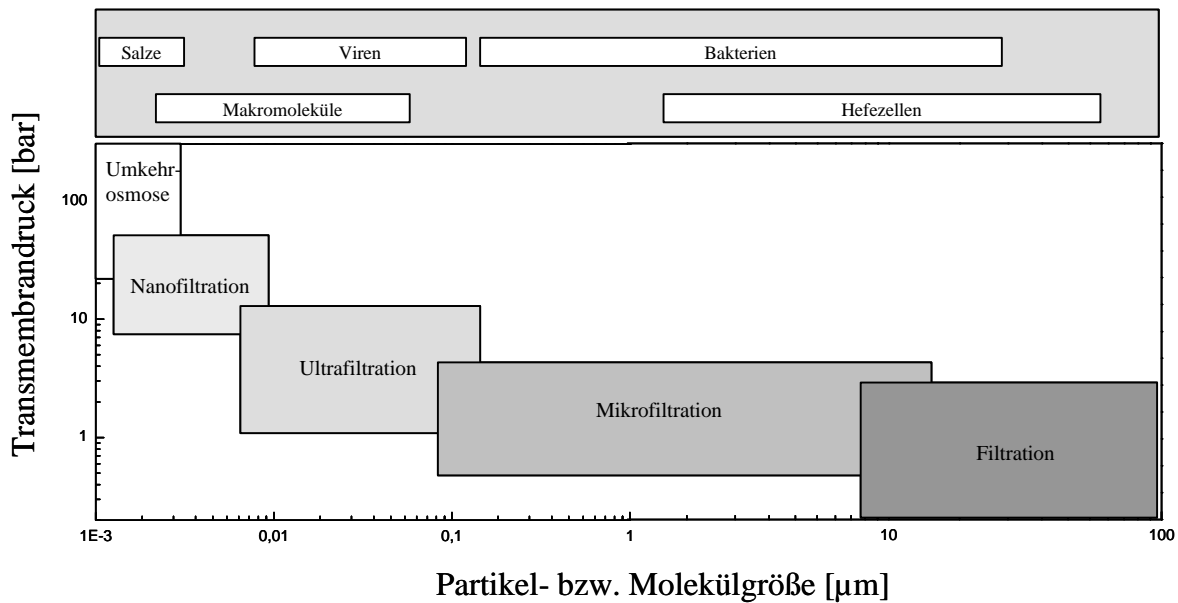 Salze
Viren
Bakterien
Makromoleküle
Hefezellen
Transmembrandruck [bar]
Umkehr-
osmose
100
Nanofiltration
10
Ultrafiltration
Mikrofiltration
1
Filtration
1E-3
0,01
0,1
1
10
100
Partikel- bzw. Molekülgröße [µm]